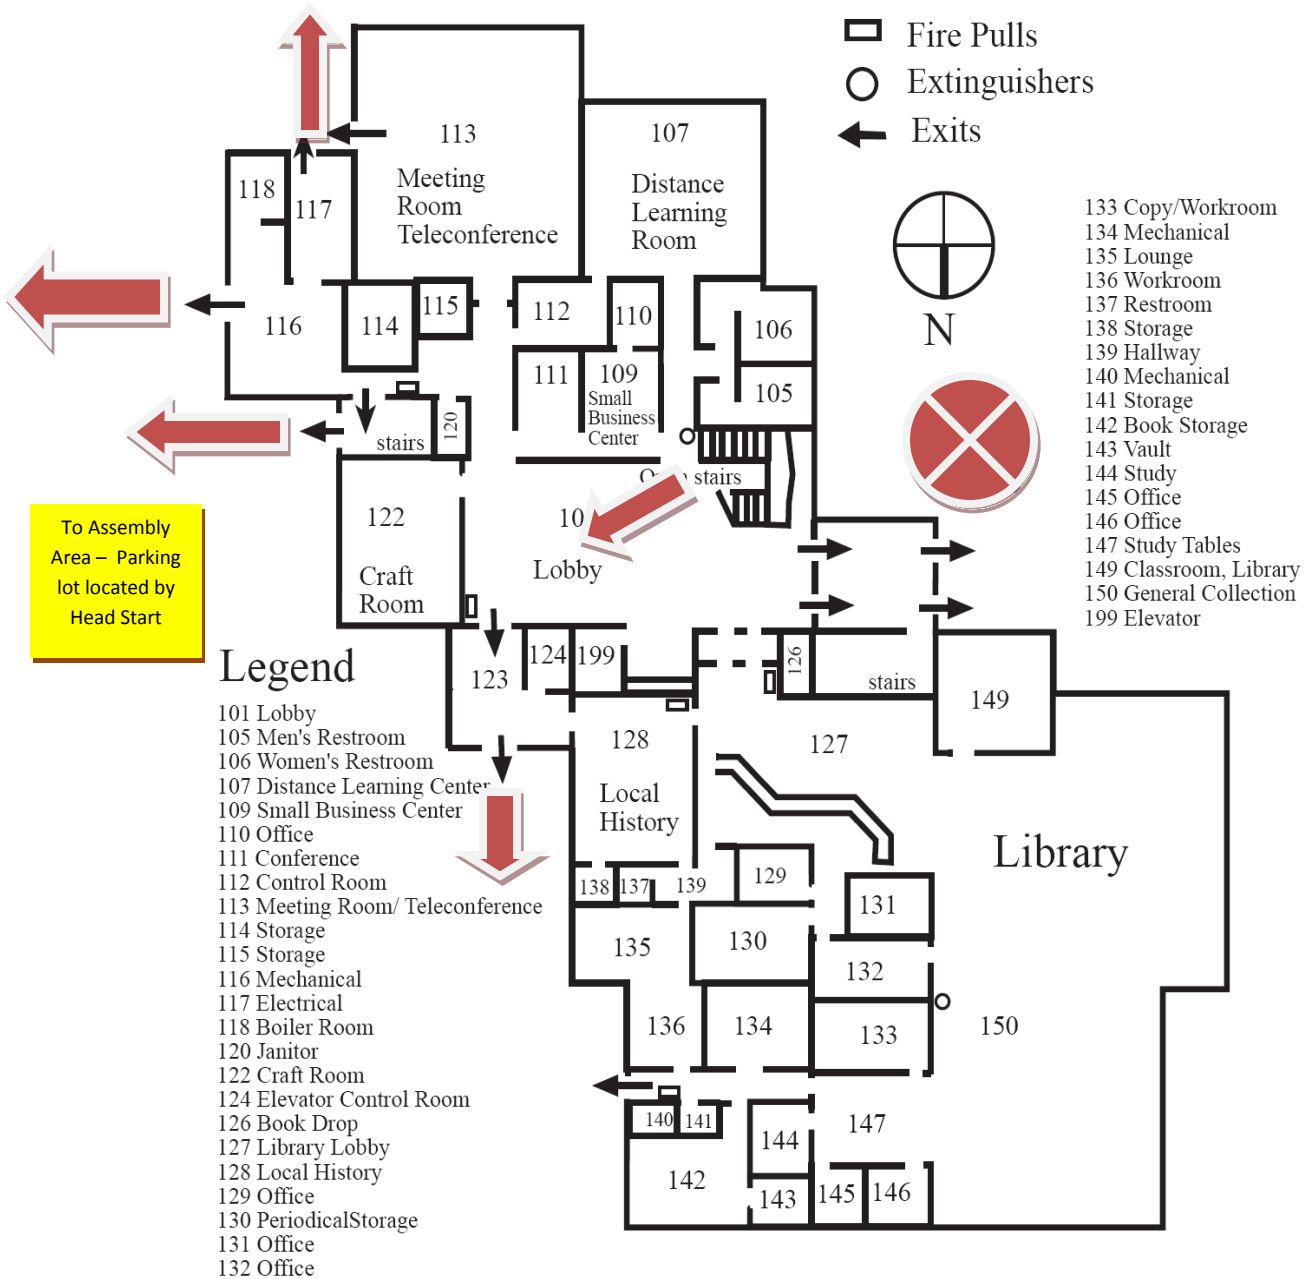 Fire Pulls
Extinguishers
Exits
113
Meeting
Room
Teleconference
107
Distance
Learning
Room
118
117
116
114
115
112
110
111
109
Small
Business
Center
106
105
N
120
stairs
stairs
122
Craft
Room
10
Lobby
To Assembly
Area – Parking
lot located by
Head Start
133 Copy/Workroom
134 Mechanical
135 Lounge
136 Workroom
137 Restroom
138 Storage
139 Hallway
140 Mechanical
141 Storage
142 Book Storage
143 Vault
144 Study
145 Office
146 Office
147 Study Tables
149 Classroom, Library
150 General Collection
199 Elevator
123
124
199
126
stairs
149
128
Local
History
127
Library
138
137
139
129
131
135
130
132
136
134
133
150
140
141
144
147
142
143
145
146
Legend
101 Lobby
105 Men's Restroom
106 Women's Restroom
107 Distance Learning Center
109 Small Business Center
110 Office
111 Conference
112 Control Room
113 Meeting Room/ Teleconference
114 Storage
115 Storage
116 Mechanical
117 Electrical
118 Boiler Room
120 Janitor
122 Craft Room
124 Elevator Control Room
126 Book Drop
127 Library Lobby
128 Local History
129 Office
130 PeriodicalStorage
131 Office
132 Office